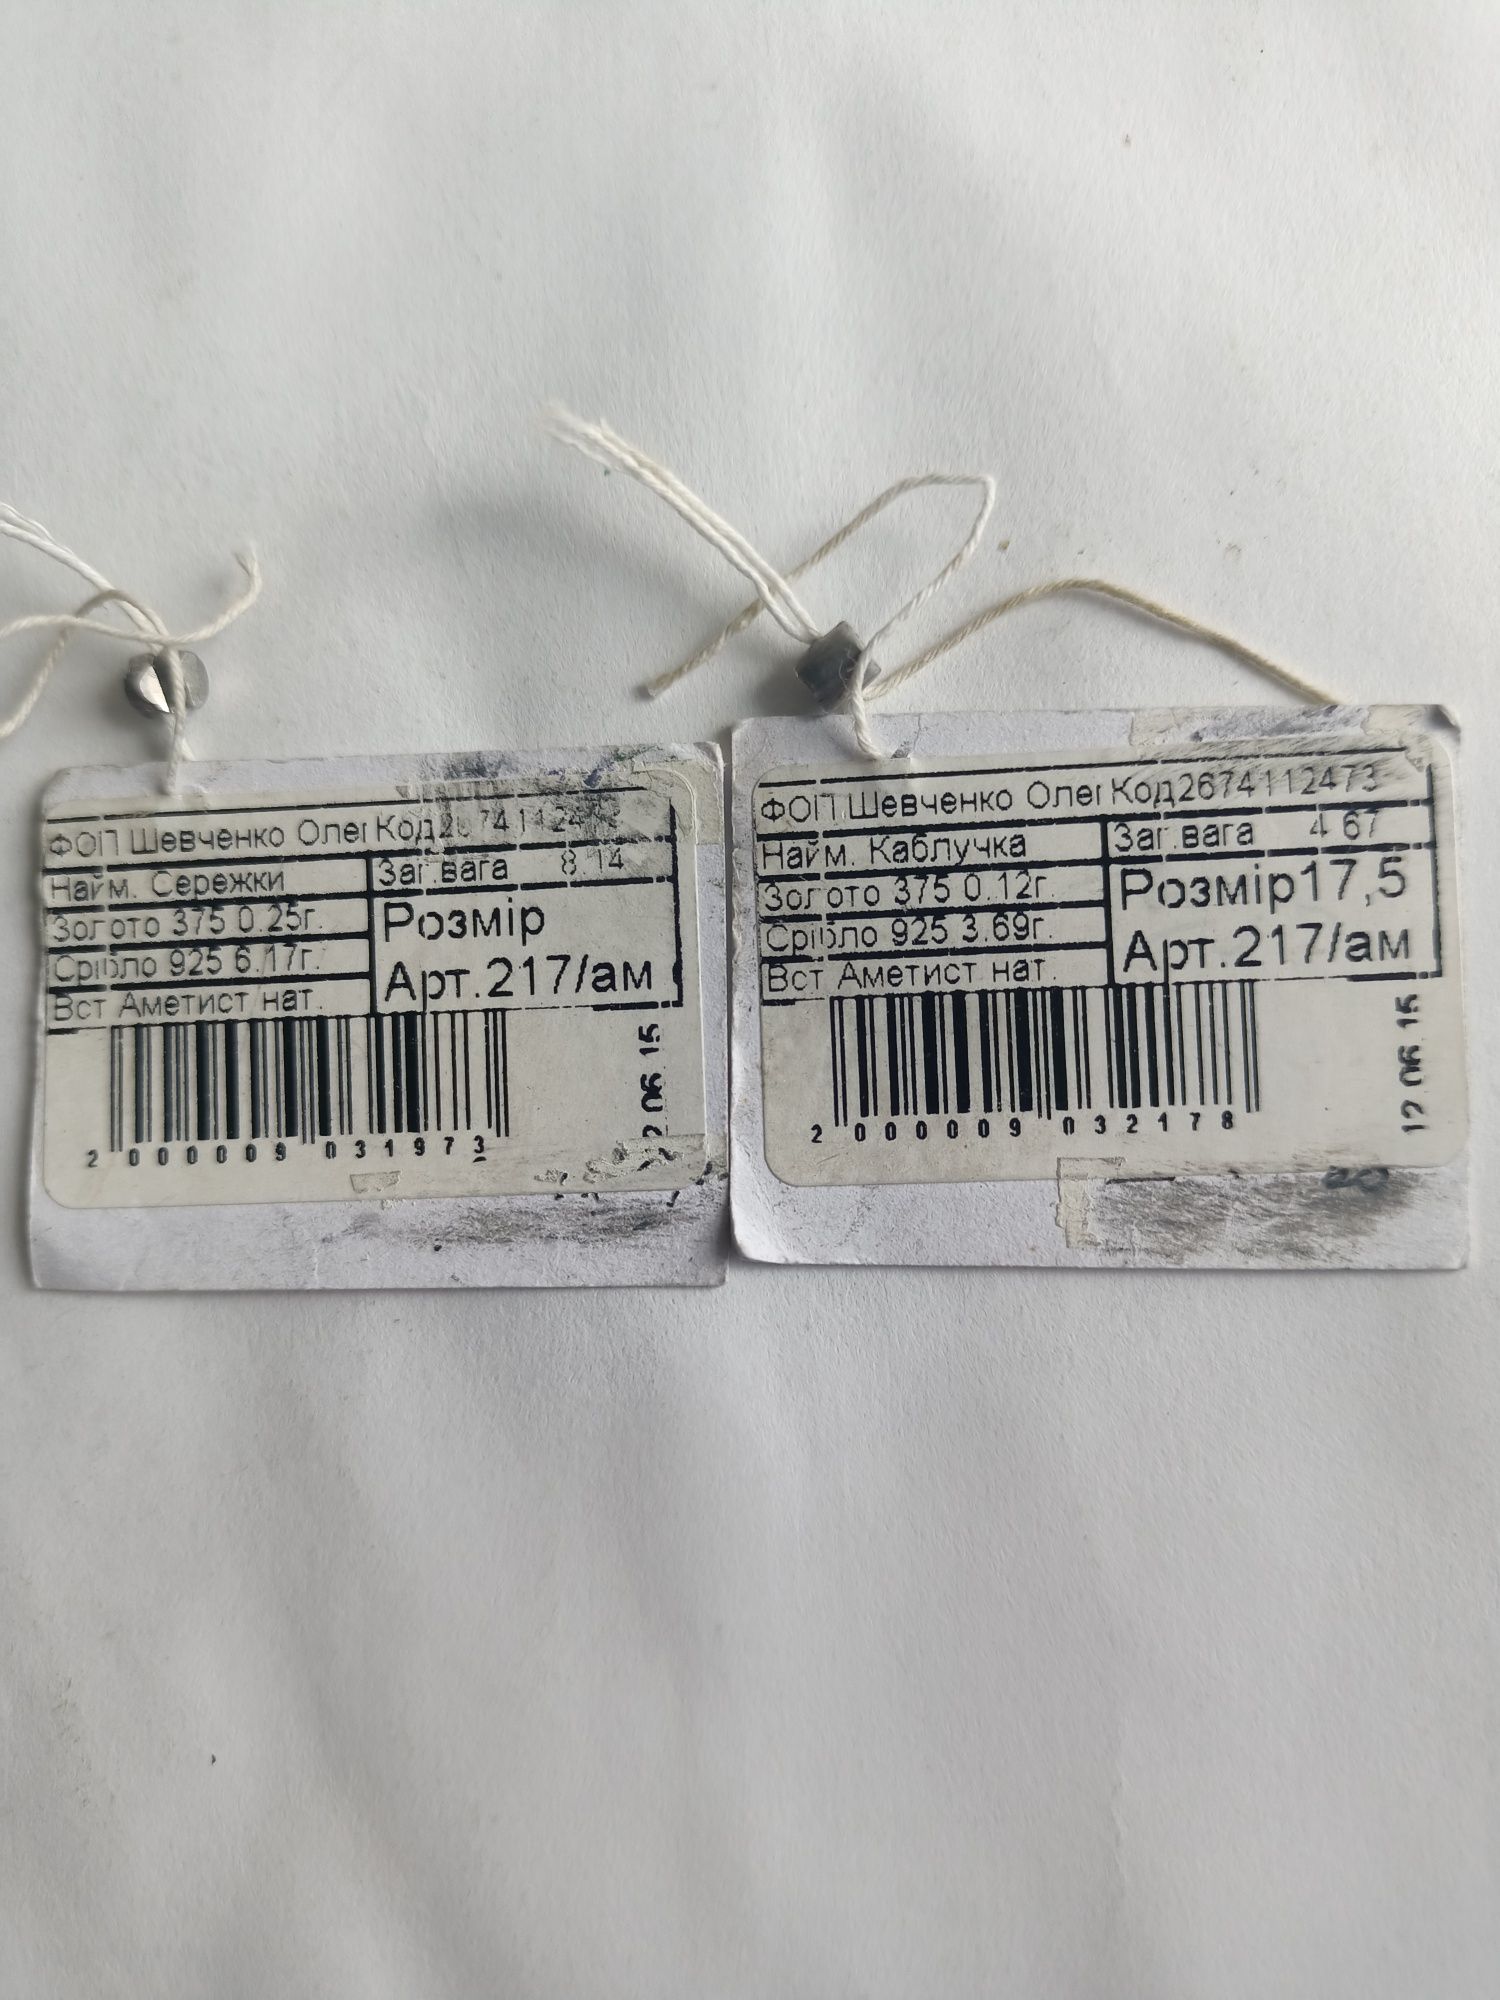 ФОП Шевченко Олег Код2674112473
Найм. Сережки
Заг.вага 8.14
Золото 375 0.25г.
Срібло 925 6.17г.
Вст Аметист нат.
Розмір
Арт.217/ам
2 000009 031973
12.06.15
ФОП Шевченко Олег Код2674112473
Найм. Каблучка
Заг.вага 4.67
Золото 375 0.12г.
Срібло 925 3.69г.
Вст Аметист нат.
Розмір17,5
Арт.217/ам
2 000009 032178
12.06.15